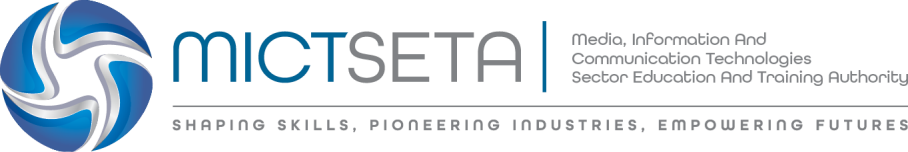 MICTSETA
Media, Information And
Communication Technologies
Sector Education And Training Authority
SHAPING SKILLS, PIONEERING INDUSTRIES, EMPOWERING FUTURES